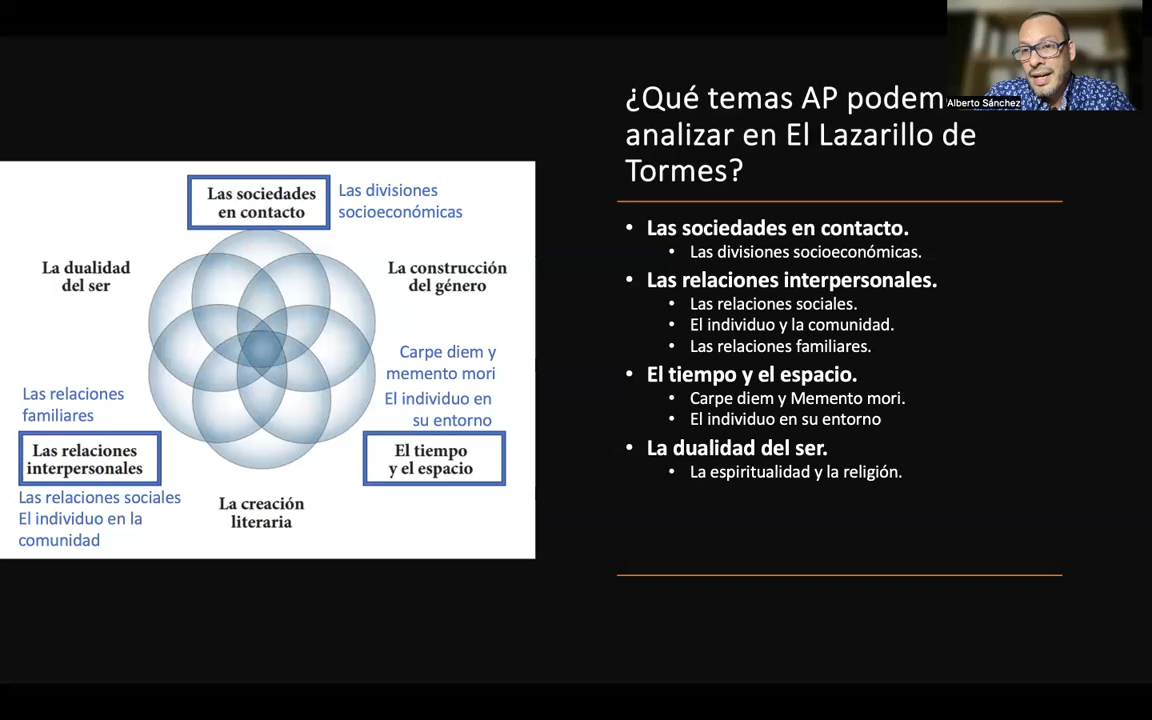 ¿Qué temas AP podem
analizar en El Lazarillo de
Tormes?
Alberto Sánchez
Las sociedades
en contacto
Las divisiones
socioeconómicas
La dualidad
del ser
La construcción
del género
Carpe diem y
memento mori
El individuo en
su entorno
Las relaciones
familiares
Las relaciones
interpersonales
El tiempo
y el espacio
Las relaciones sociales
El individuo en la
comunidad
La creación
literaria
• Las sociedades en contacto.
• Las divisiones socioeconómicas.
• Las relaciones interpersonales.
• Las relaciones sociales.
• El individuo y la comunidad.
• Las relaciones familiares.
• El tiempo y el espacio.
• Carpe diem y Memento mori.
• El individuo en su entorno
• La dualidad del ser.
• La espiritualidad y la religión.